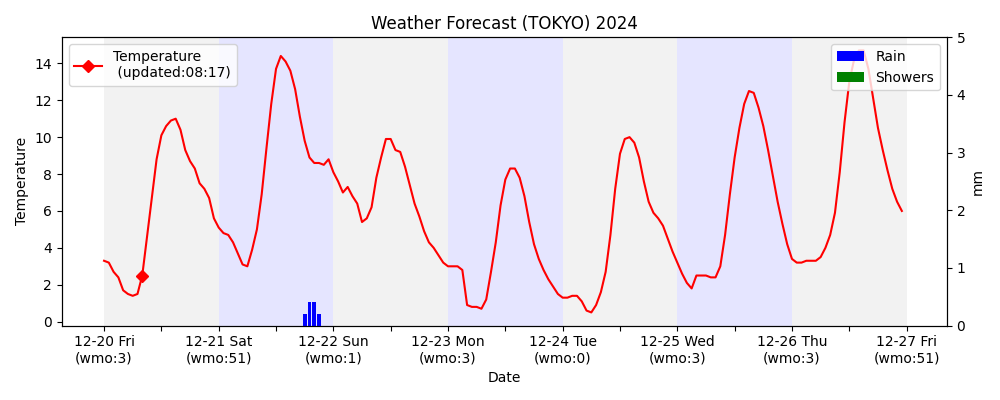 Weather Forecast (TOKYO) 2024
Temperature
(updated:08:17)
Rain
Showers
Temperature
14
12
10
8
6
4
2
0
5
4
3
2
1
0
mm
12-20 Fri
(wmo:3)
12-21 Sat
(wmo:51)
12-22 Sun
(wmo:1)
12-23 Mon
(wmo:3)
12-24 Tue
(wmo:0)
12-25 Wed
(wmo:3)
12-26 Thu
(wmo:3)
12-27 Fri
(wmo:51)
Date